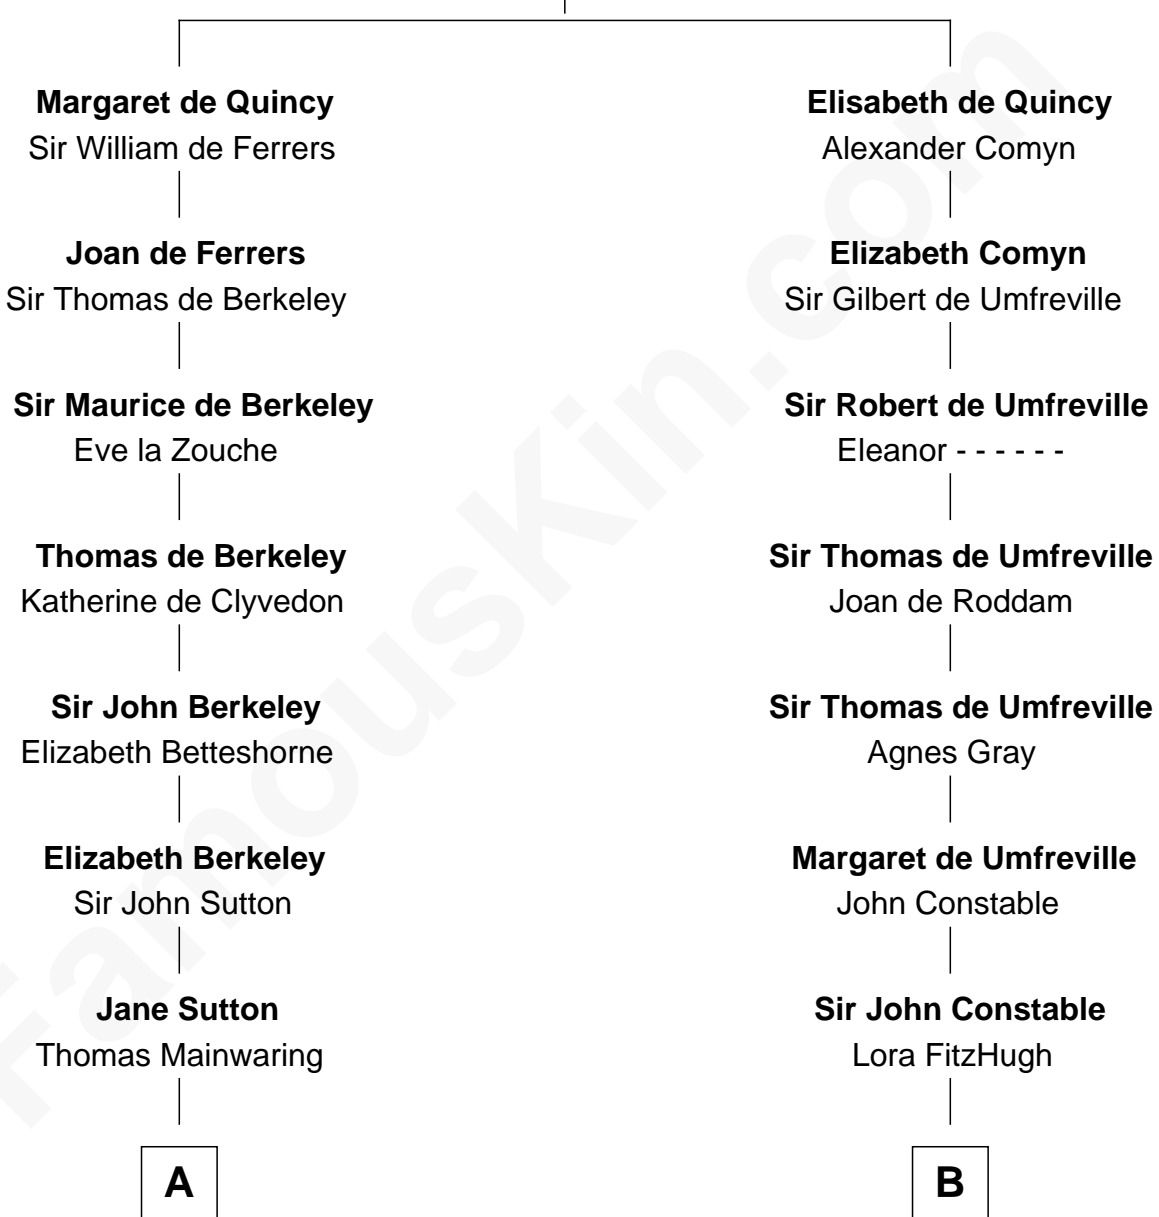 Margaret de Quincy
Sir William de Ferrers
Joan de Ferrers
Sir Thomas de Berkeley
Sir Maurice de Berkeley
Eve la Zouche
Thomas de Berkeley
Katherine de Clyvedon
Sir John Berkeley
Elizabeth Betteshorne
Elizabeth Berkeley
Sir John Sutton
Jane Sutton
Thomas Mainwaring
A
Elisabeth de Quincy
Alexander Comyn
Elizabeth Comyn
Sir Gilbert de Umfreville
Sir Robert de Umfreville
Eleanor - - - - - -
Sir Thomas de Umfreville
Joan de Roddam
Sir Thomas de Umfreville
Agnes Gray
Margaret de Umfreville
John Constable
Sir John Constable
Lora FitzHugh
B
FamousKin.com